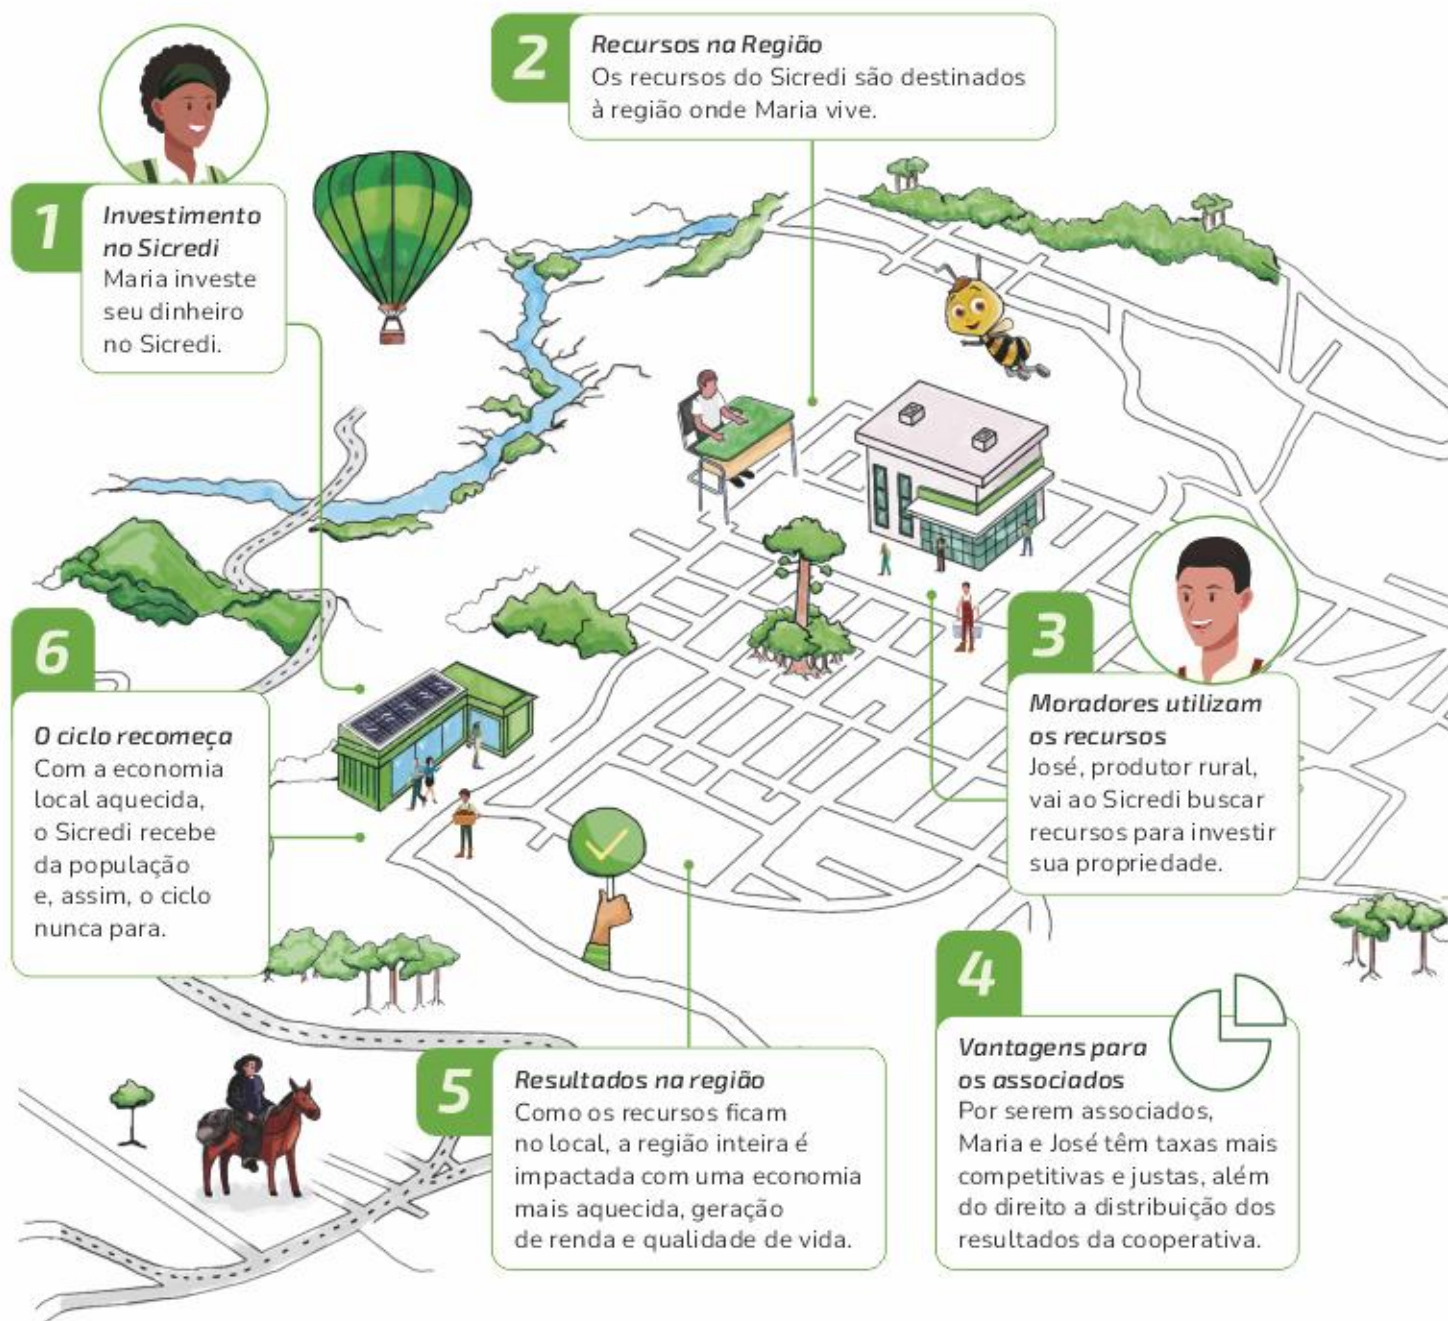 1
Investimento
no Sicredi
Maria investe
seu dinheiro
no Sicredi.
2
Recursos na Região
Os recursos do Sicredi são destinados
à região onde Maria vive.
3
Moradores utilizam
os recursos
José, produtor rural,
vai ao Sicredi buscar
recursos para investir
sua propriedade.
4
Vantagens para
os associados
Por serem associados,
Maria e José têm taxas mais
competitivas e justas, além
do direito a distribuição dos
resultados da cooperativa.
5
Resultados na região
Como os recursos ficam
no local, a região inteira é
impactada com uma economia
mais aquecida, geração
de renda e qualidade de vida.
6
O ciclo recomeça
Com a economia
local aquecida,
o Sicredi recebe
da população
e, assim, o ciclo
nunca para.